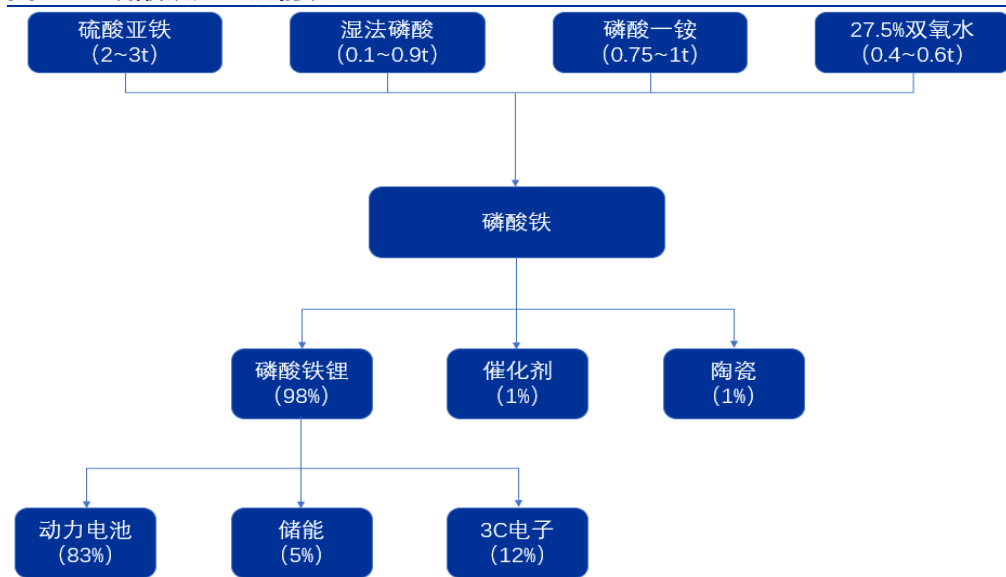 硫酸亚铁
(2~3t)
湿法磷酸
(0.1~0.9t)
磷酸一铵
(0.75~1t)
27.5%双氧水
(0.4~0.6t)
磷酸铁
磷酸铁锂
(98%)
催化剂
(1%)
陶瓷
(1%)
动力电池
(83%)
储能
(5%)
3C电子
(12%)